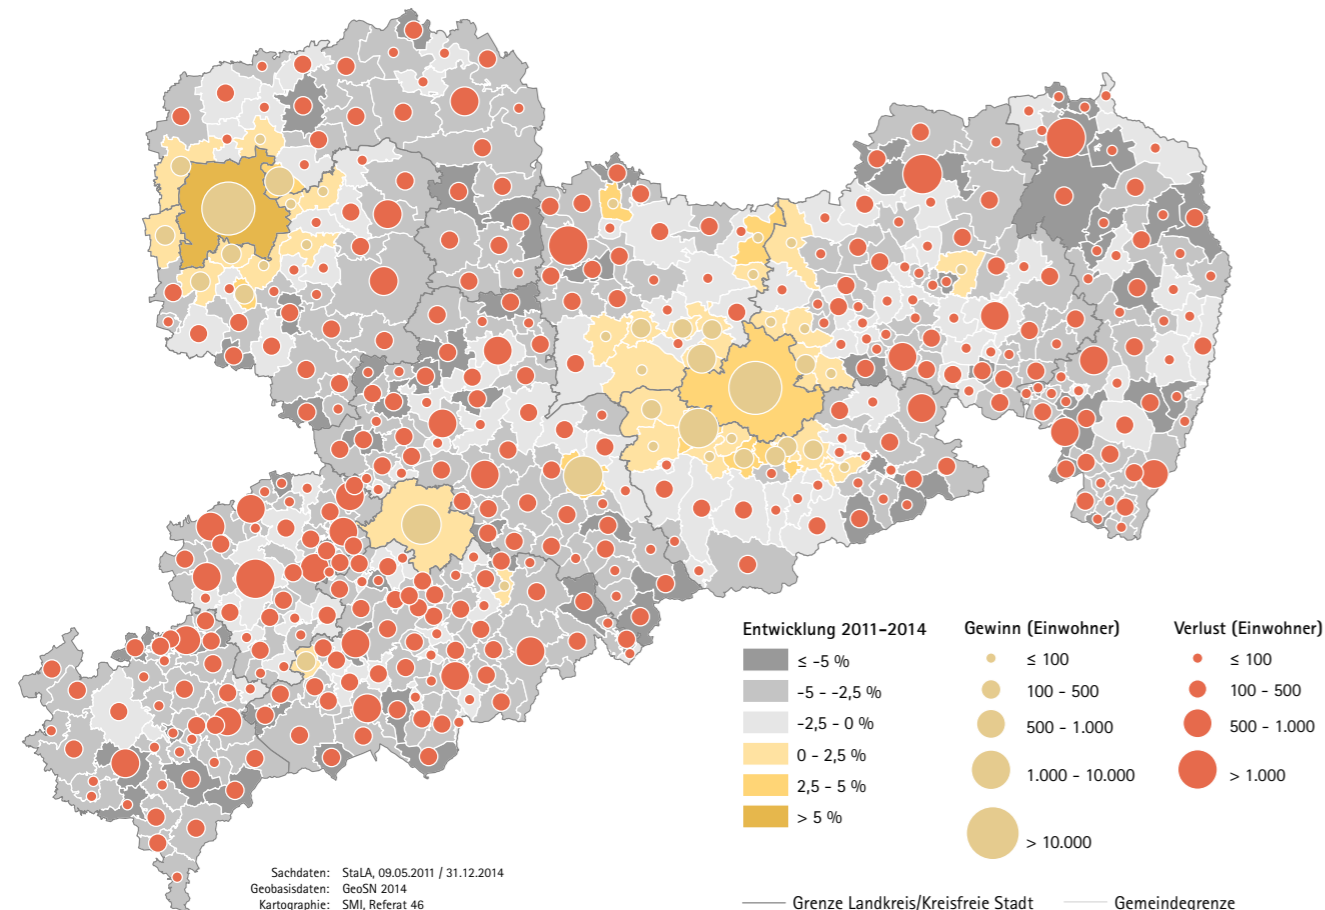 Entwicklung 2011-2014
≤ -5 %
-5 - -2,5 %
-2,5 - 0 %
0 - 2,5 %
2,5 - 5 %
> 5 %
Gewinn (Einwohner)
≤ 100
100 - 500
500 - 1.000
1.000 - 10.000
> 10.000
Verlust (Einwohner)
≤ 100
100 - 500
500 - 1.000
> 1.000
Sachdaten: StaLA, 09.05.2011 / 31.12.2014
Geobasisdaten: GeoSN 2014
Kartographie: SMI, Referat 46
Grenze Landkreis/Kreisfreie Stadt
Gemeindegrenze